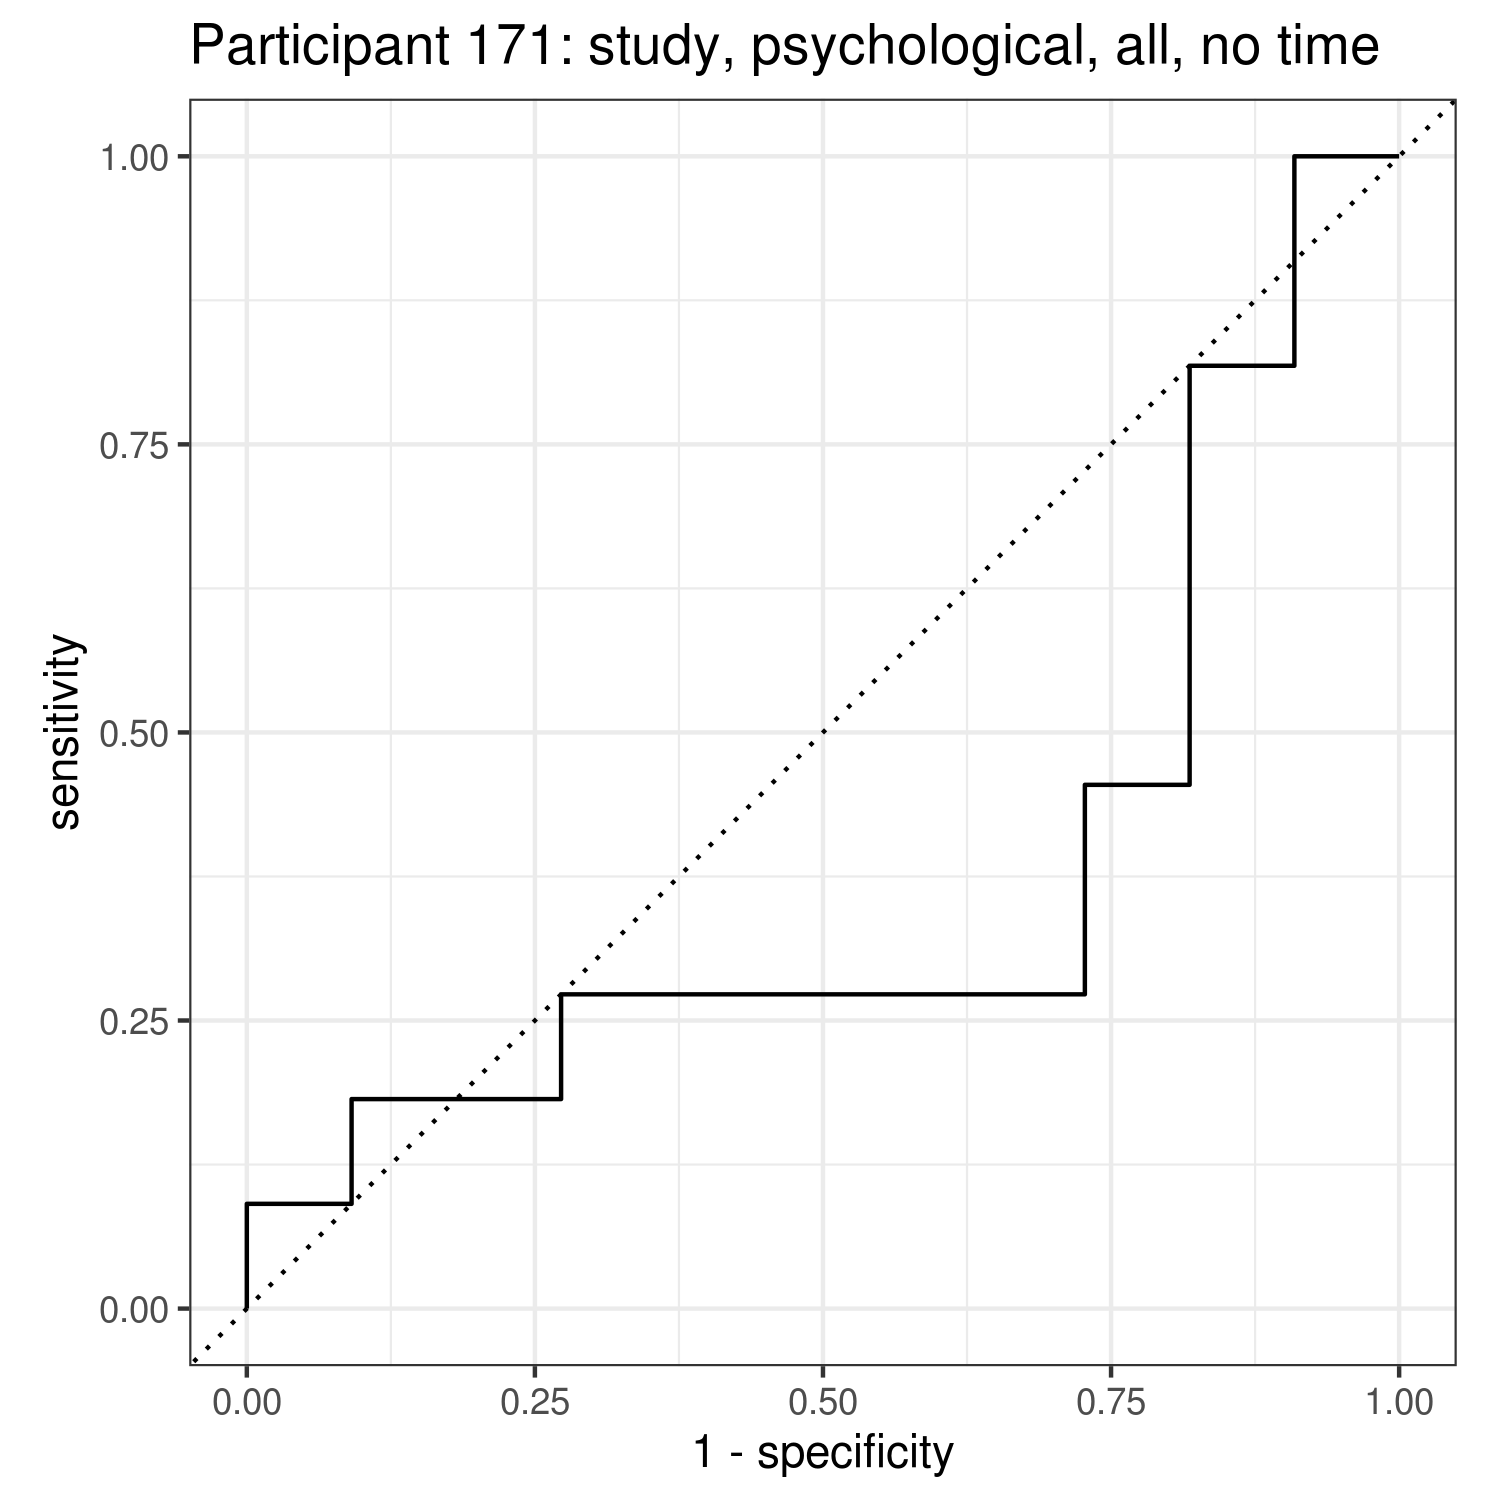 Participant 171: study, psychological, all, no time
1.00
0.75
0.50
0.25
0.00
sensitivity
0.00 0.25 0.50 0.75 1.00
1 - specificity